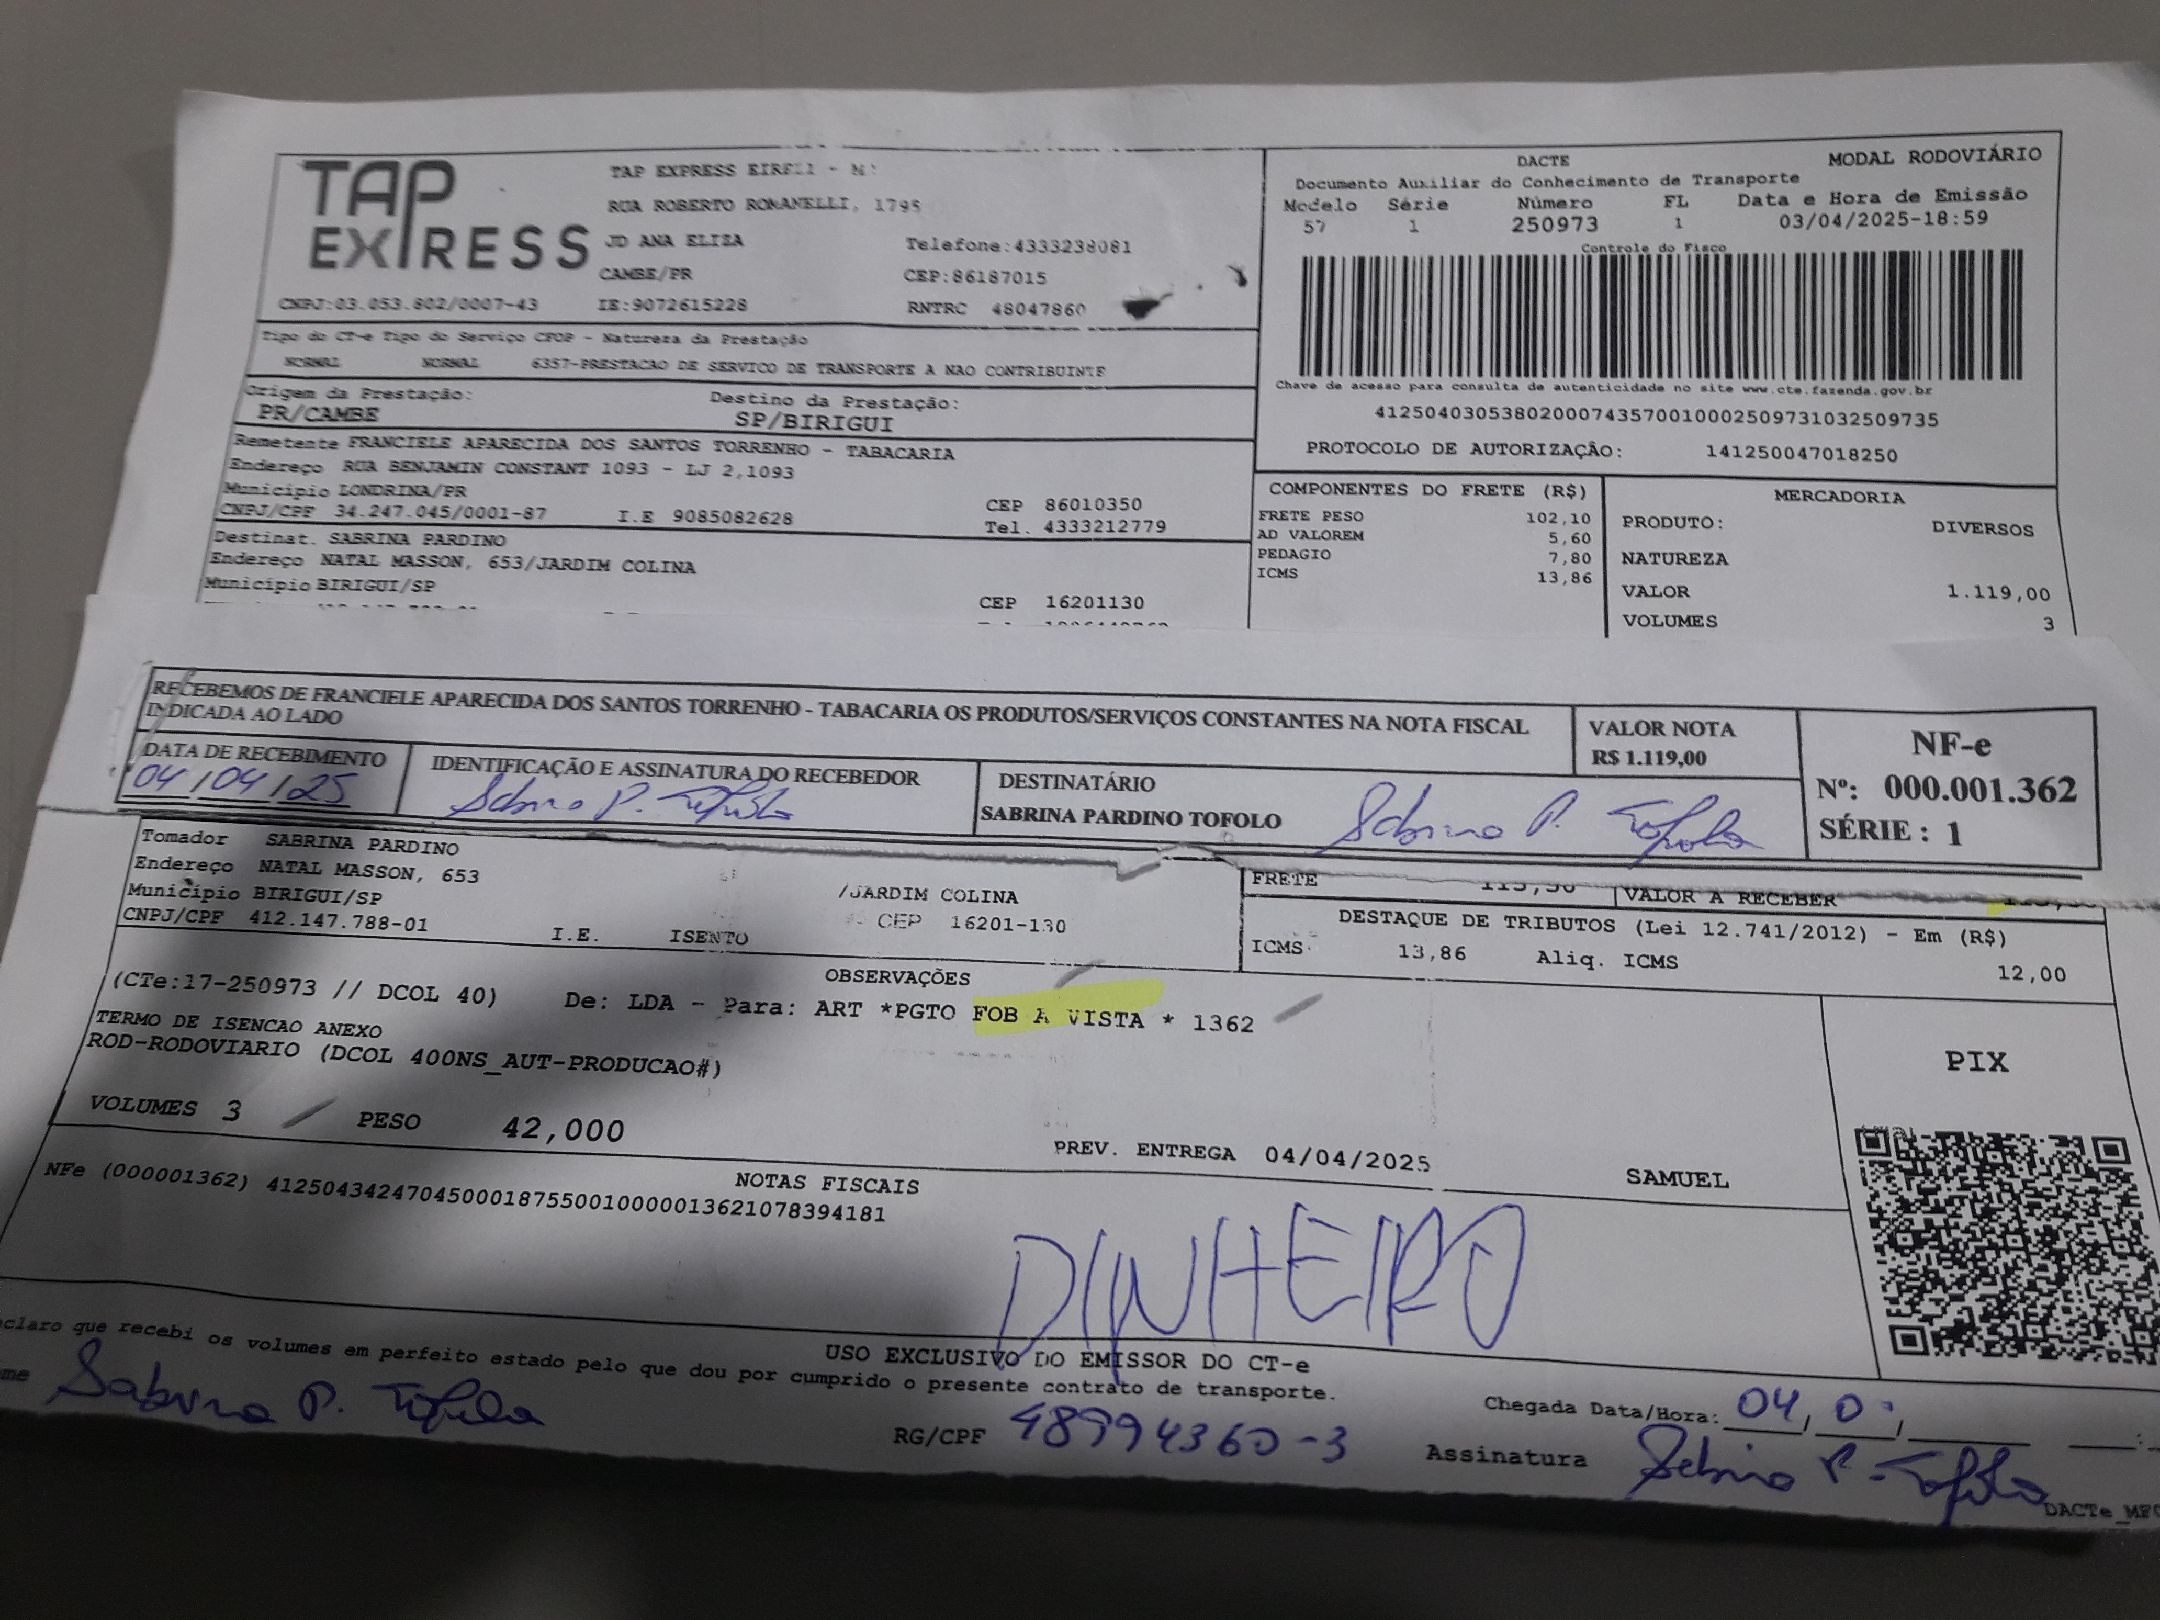 TAP EXPRESS
TAP EXPRESS EIRELI -
RUA ROBERTO ROMANELLI, 1795
JD ANA ELIZA Telefone:4333238081
CAMBE/PR CEP:86187015
CNPJ:03.053.802/0007-43 IE:9072615228 RNTRC 48047860
Tipo do CT-e Tipo do Serviço CFOP - Natureza da Prestação
NORMAL NORMAL 6357-PRESTACAO DE SERVICO DE TRANSPORTE A NAO CONTRIBUINTE
Origem da Prestação: Destino da Prestação:
PR/CAMBE SP/BIRIGUI
Remetente FRANCIELE APARECIDA DOS SANTOS TORRENHO - TABACARIA
Endereço RUA BENJAMIN CONSTANT 1093 - LJ 2,1093
Município LONDRINA/PR CEP 86010350
CNPJ/CPF 34.247.045/0001-87 I.E 9085082628 Tel. 4333212779
Destinat. SABRINA PARDINO
Endereço NATAL MASSON, 653/JARDIM COLINA
Município BIRIGUI/SP CEP 16201130
DACTE MODAL RODOVIÁRIO
Documento Auxiliar do Conhecimento de Transporte
Modelo Série Número FL Data e Hora de Emissão
57 1 250973 1 03/04/2025-18:59
Controle do Fisco
Chave de acesso para consulta de autenticidade no site www.cte.fazenda.gov.br
41250403053802000743570010002509731032509735
PROTOCOLO DE AUTORIZAÇÂO: 141250047018250
COMPONENTES DO FRETE (R$)
FRETE PESO 102,10
AD VALOREM 5,60
PEDAGIO 7,80
ICMS 13,86
MERCADORIA
PRODUTO: DIVERSOS
NATUREZA
VALOR 1.119,00
VOLUMES 3
RECEBEMOS DE FRANCIELE APARECIDA DOS SANTOS TORRENHO - TABACARIA OS PRODUTOS/SERVIÇOS CONSTANTES NA NOTA FISCAL
INDICADA AO LADO
VALOR NOTA
R$ 1.119,00
NF-e
Nº: 000.001.362
SÉRIE : 1
DATA DE RECEBIMENTO
04/04/25
IDENTIFICAÇÃO E ASSINATURA DO RECEBEDOR
Sabrina P. Tofolo
DESTINATÁRIO
SABRINA PARDINO TOFOLO Sabrina P. Tofolo
Tomador SABRINA PARDINO
Endereço NATAL MASSON, 653 /JARDIM COLINA
Município BIRIGUI/SP CEP 16201-130
CNPJ/CPF 412.147.788-01 I.E. ISENTO
FRETE VALOR A RECEBER
DESTAQUE DE TRIBUTOS (Lei 12.741/2012) - Em (R$)
ICMS 13,86 Aliq. ICMS 12,00
OBSERVAÇÕES
(CTe:17-250973 // DCOL 40) De: LDA - Para: ART *PGTO FOB A VISTA * 1362
TERMO DE ISENCAO ANEXO
ROD-RODOVIARIO (DCOL 400NS_AUT-PRODUCAO#)
VOLUMES 3 PESO 42,000
PREV. ENTREGA 04/04/2025 SAMUEL
PIX
NOTAS FISCAIS
NFe (000001362) 41250434247045000187550010000013621078394181
DINHEIRO
USO EXCLUSIVO DO EMISSOR DO CT-e
claro que recebi os volumes em perfeito estado pelo que dou por cumprido o presente contrato de transporte.
me Sabrina P. Tofolo
RG/CPF 48994360-3
Chegada Data/Hora: 04/0
Assinatura Sabrina P. Tofolo